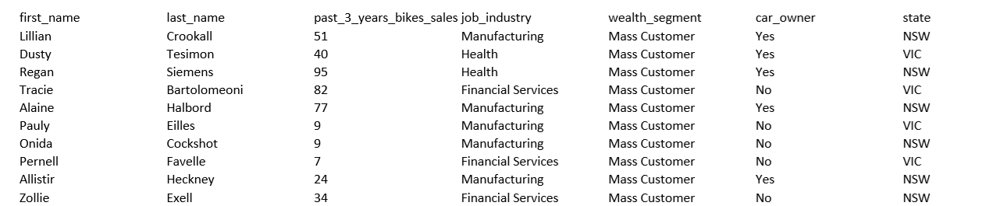 first_name last_name past_3_years_bikes_sales job_industry wealth_segment car_owner state
Lillian Crookall 51 Manufacturing Mass Customer Yes NSW
Dusty Tesimon 40 Health Mass Customer Yes VIC
Regan Siemens 95 Health Mass Customer Yes NSW
Tracie Bartolomeoni 82 Financial Services Mass Customer No VIC
Alaine Halbord 77 Manufacturing Mass Customer Yes NSW
Pauly Eilles 9 Manufacturing Mass Customer No VIC
Onida Cockshot 9 Manufacturing Mass Customer No NSW
Pernell Favelle 7 Financial Services Mass Customer No VIC
Allistir Heckney 24 Manufacturing Mass Customer Yes NSW
Zollie Exell 34 Financial Services Mass Customer No NSW